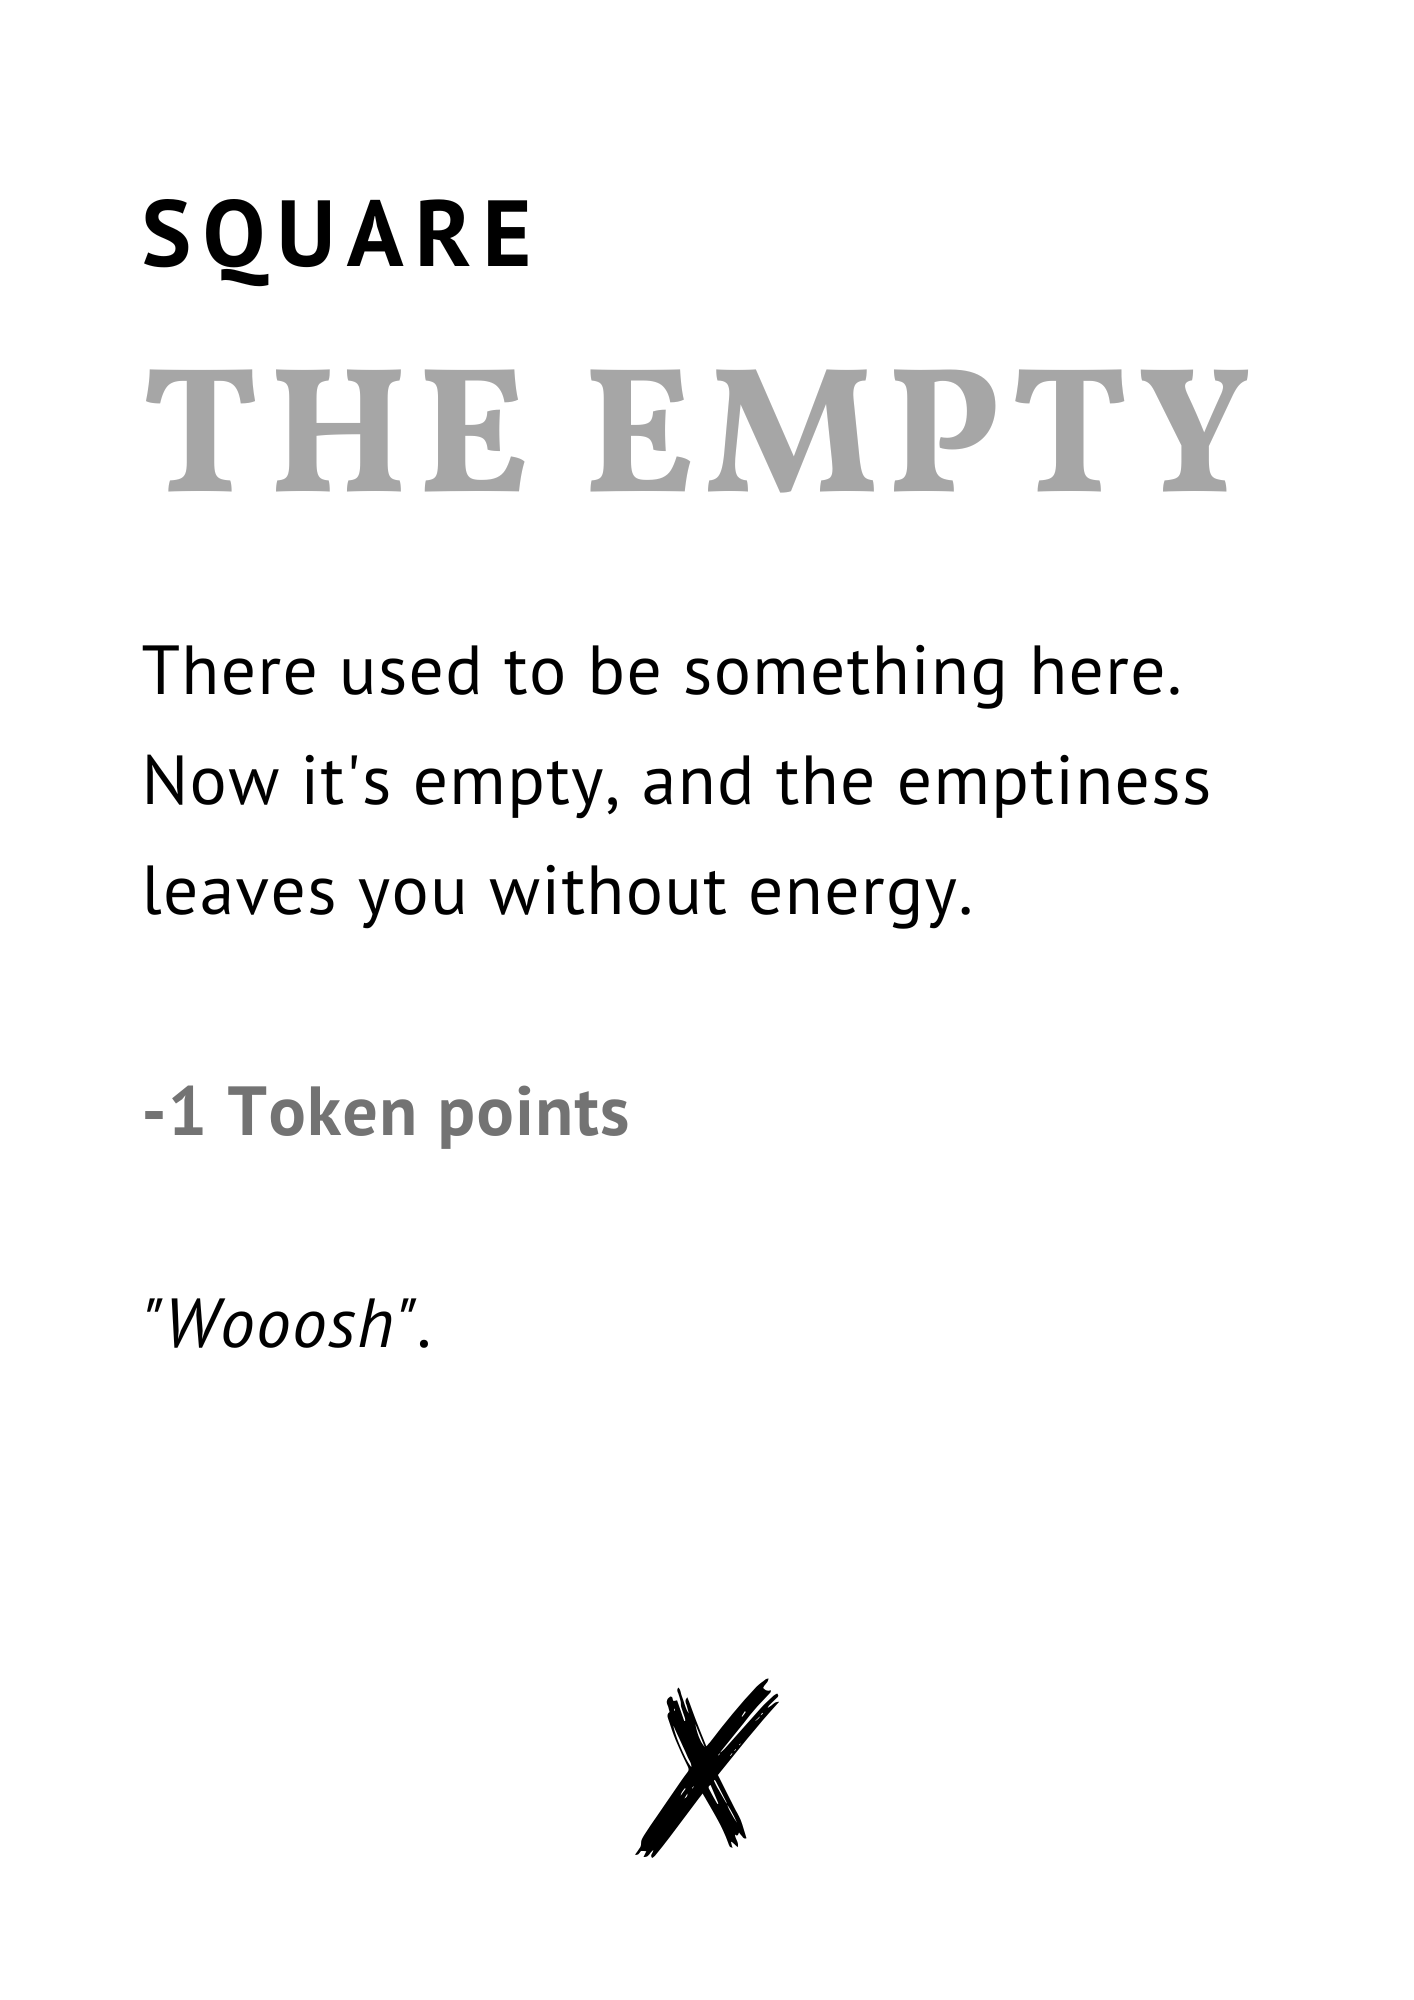 SQUARE
THE EMPTY
There used to be something here.
Now it's empty, and the emptiness
leaves you without energy.
-1 Token points
"Wooosh".
X